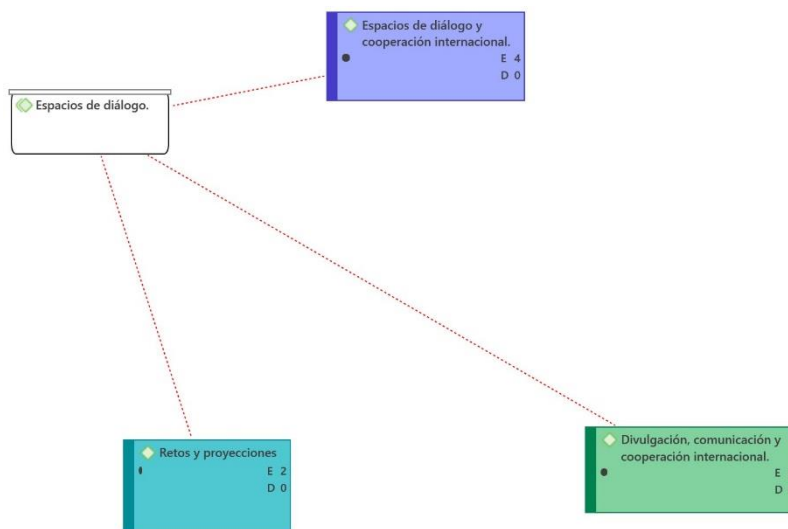 Espacios de diálogo y
cooperación internacional.
E 4
D 0
Espacios de diálogo.
Retos y proyecciones
E 2
D 0
Divulgación, comunicación y
cooperación internacional.
E
D